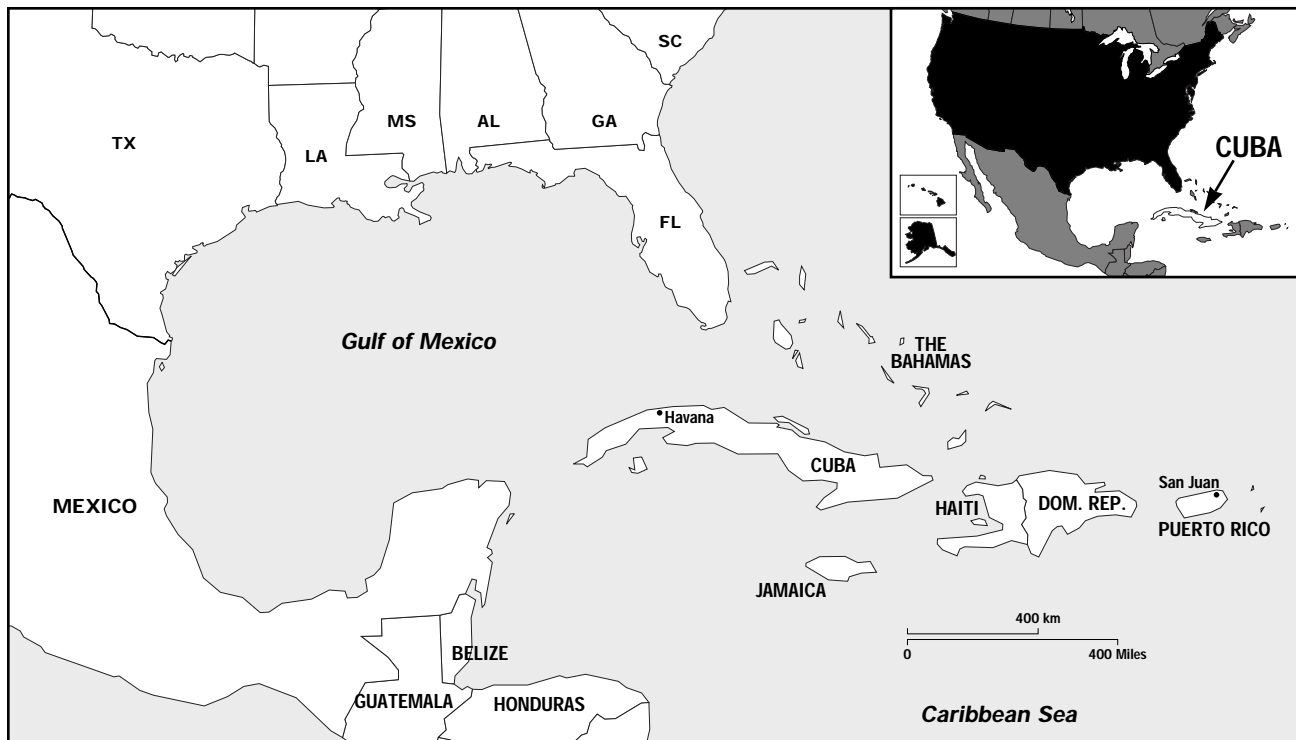 SC
TX
MS
AL
GA
LA
FL
CUBA
Gulf of Mexico
THE
BAHAMAS
Havana
CUBA
MEXICO
HAITI
DOM. REP.
San Juan
PUERTO RICO
JAMAICA
400 km
0
400 Miles
BELIZE
GUATEMALA
HONDURAS
Caribbean Sea